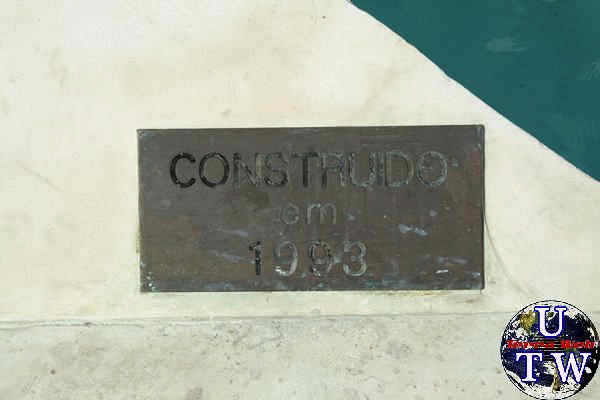 CONSTRUIDO
em
1993
U
T W